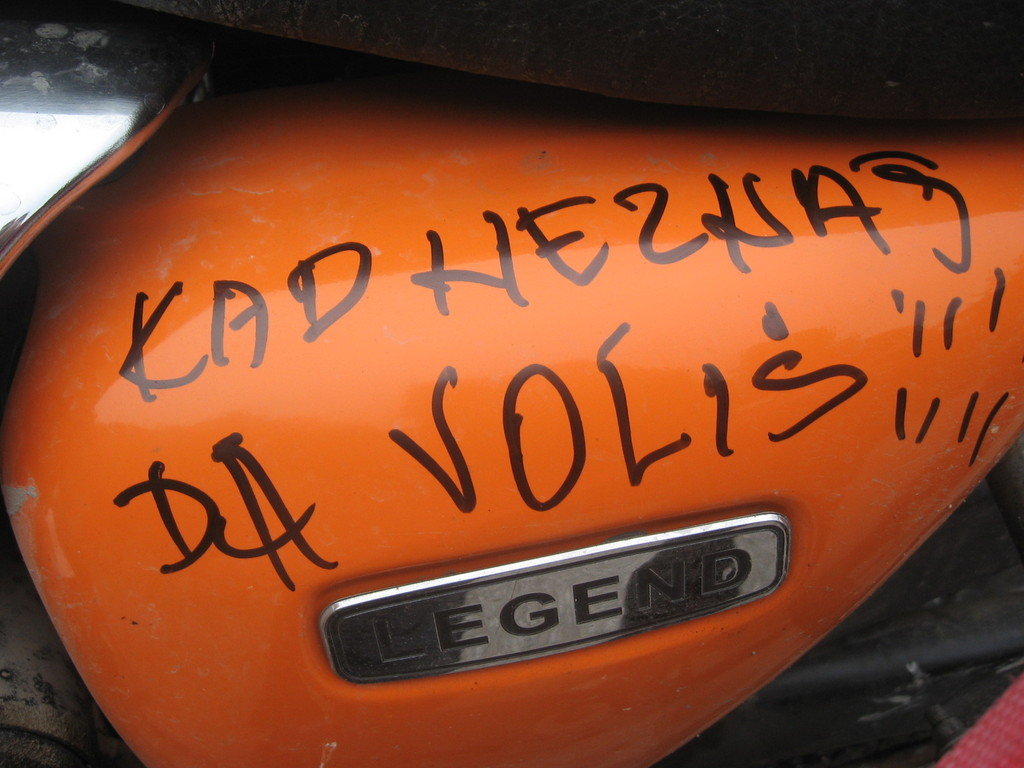 KAD NEZNAŠ
DA VOLIŠ
LEGEND